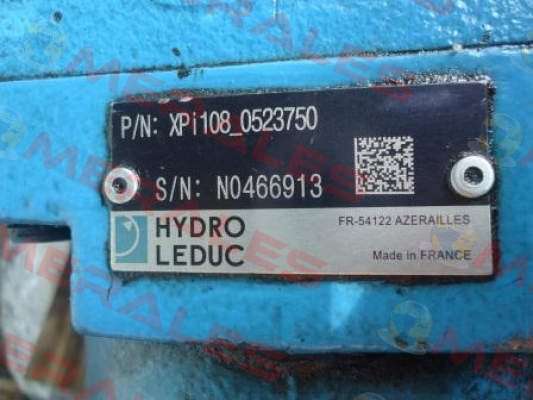 P/N: XPi108_0523750
S/N: N0466913
HYDRO
LEDUC
FR-54122 AZERAILLES
Made in FRANCE